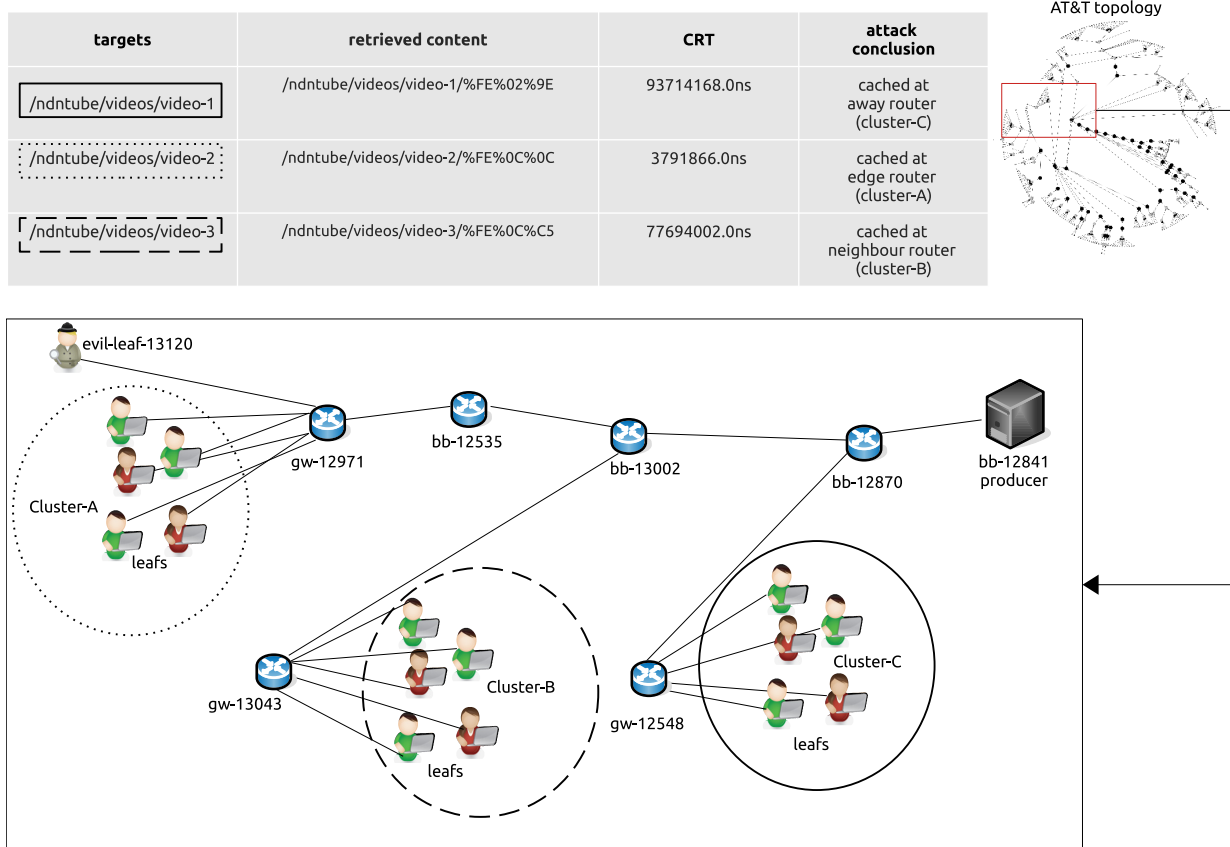 AT&T topology
targets
retrieved content
CRT
attack
conclusion
/ndntube/videos/video-1
/ndntube/videos/video-1/%FE%02%9E
93714168.0ns
cached at
away router
(cluster-C)
/ndntube/videos/video-2
/ndntube/videos/video-2/%FE%0C%0C
3791866.0ns
cached at
edge router
(cluster-A)
/ndntube/videos/video-3
/ndntube/videos/video-3/%FE%0C%C5
77694002.0ns
cached at
neighbour router
(cluster-B)
evil-leaf-13120
gw-12971
bb-12535
bb-13002
bb-12870
bb-12841
producer
Cluster-A
leafs
gw-13043
Cluster-B
leafs
gw-12548
Cluster-C
leafs